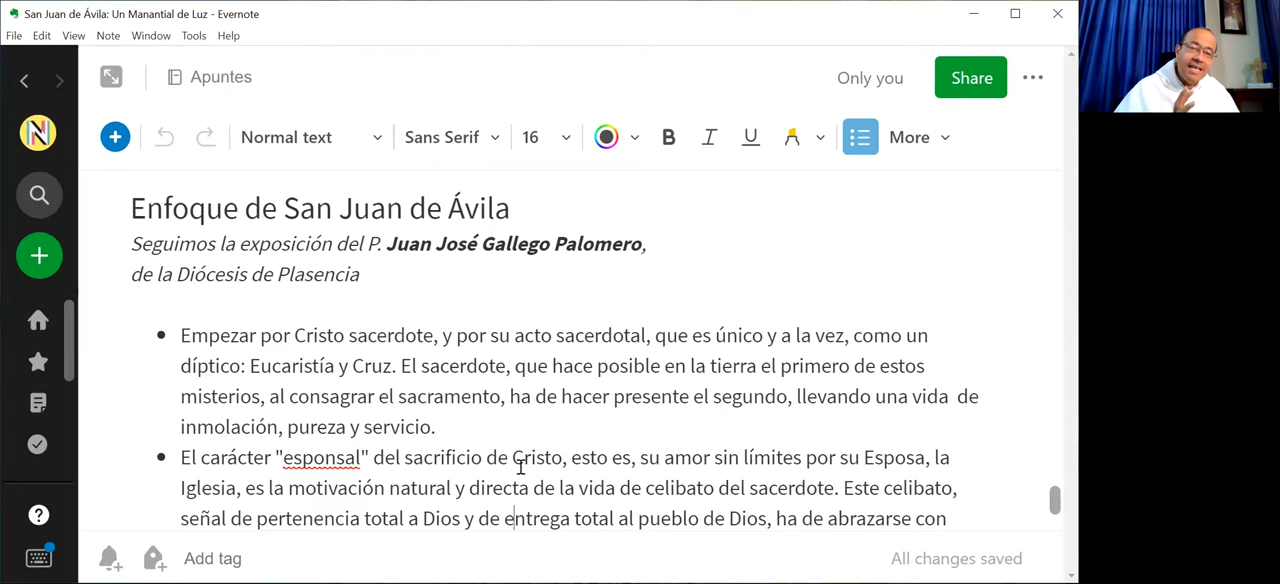 San Juan de Ávila: Un Manantial de Luz - Evernote
File Edit View Note Window Tools Help
Apuntes
Only you
Share
Normal text
Sans Serif
16
B I U
More
N
Enfoque de San Juan de Ávila
Seguimos la exposición del P. Juan José Gallego Palomero,
de la Diócesis de Plasencia
• Empezar por Cristo sacerdote, y por su acto sacerdotal, que es único y a la vez, como un
díptico: Eucaristía y Cruz. El sacerdote, que hace posible en la tierra el primero de estos
misterios, al consagrar el sacramento, ha de hacer presente el segundo, llevando una vida de
inmolación, pureza y servicio.
• El carácter "esponsal" del sacrificio de Cristo, esto es, su amor sin límites por su Esposa, la
Iglesia, es la motivación natural y directa de la vida de celibato del sacerdote. Este celibato,
señal de pertenencia total a Dios y de entrega total al pueblo de Dios, ha de abrazarse con
Add tag
All changes saved